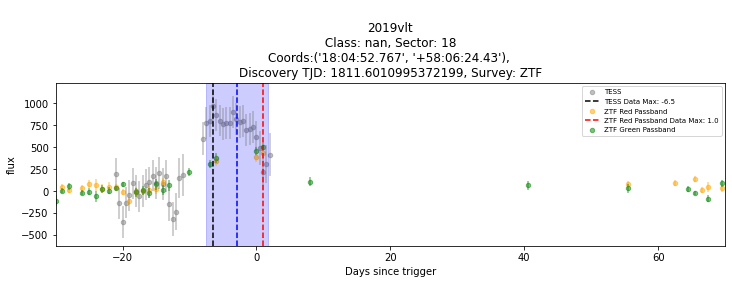 2019vlt
Class: nan, Sector: 18
Coords:('18:04:52.767', '+58:06:24.43'),
Discovery TJD: 1811.6010995372199, Survey: ZTF
TESS
TESS Data Max: -6.5
ZTF Red Passband
ZTF Red Passband Data Max: 1.0
ZTF Green Passband
flux
1000
750
500
250
0
−250
−500
−20
0
20
40
60
Days since trigger